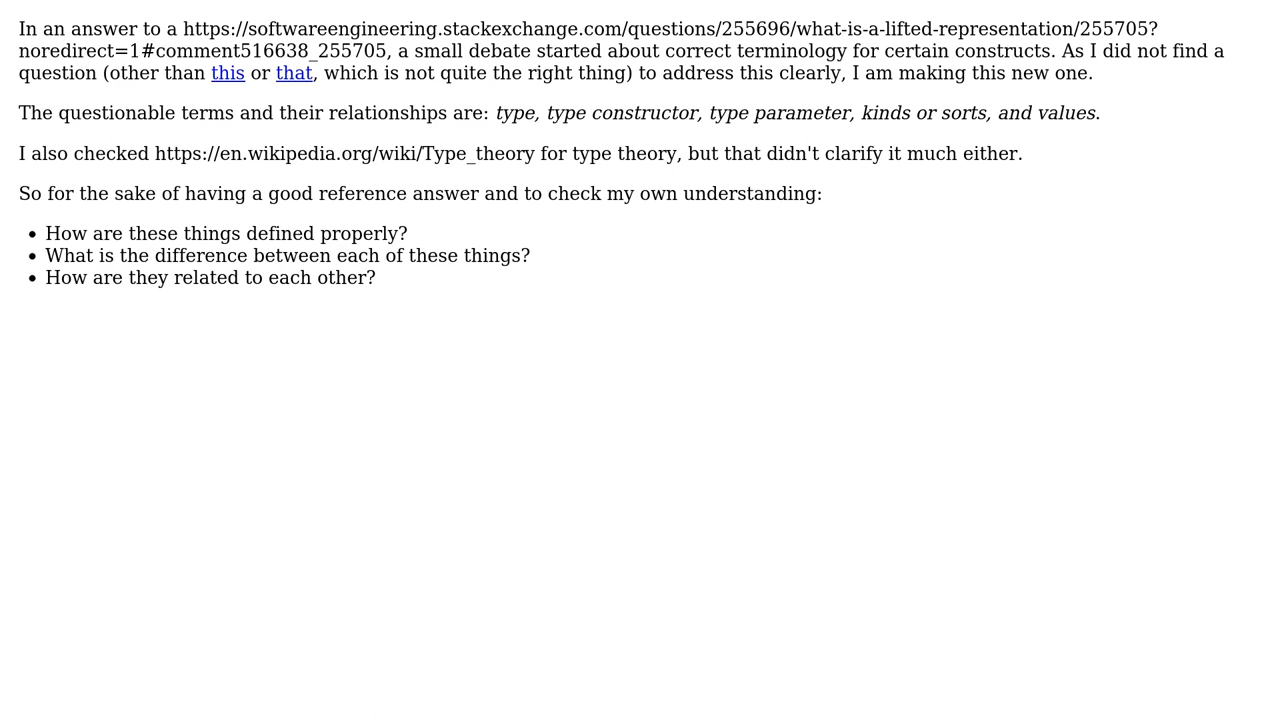 In an answer to a https://softwareengineering.stackexchange.com/questions/255696/what-is-a-lifted-representation/255705?
noredirect=1#comment516638_255705, a small debate started about correct terminology for certain constructs. As I did not find a
question (other than this or that, which is not quite the right thing) to address this clearly, I am making this new one.
The questionable terms and their relationships are: type, type constructor, type parameter, kinds or sorts, and values.
I also checked https://en.wikipedia.org/wiki/Type_theory for type theory, but that didn't clarify it much either.
So for the sake of having a good reference answer and to check my own understanding:
• How are these things defined properly?
• What is the difference between each of these things?
• How are they related to each other?